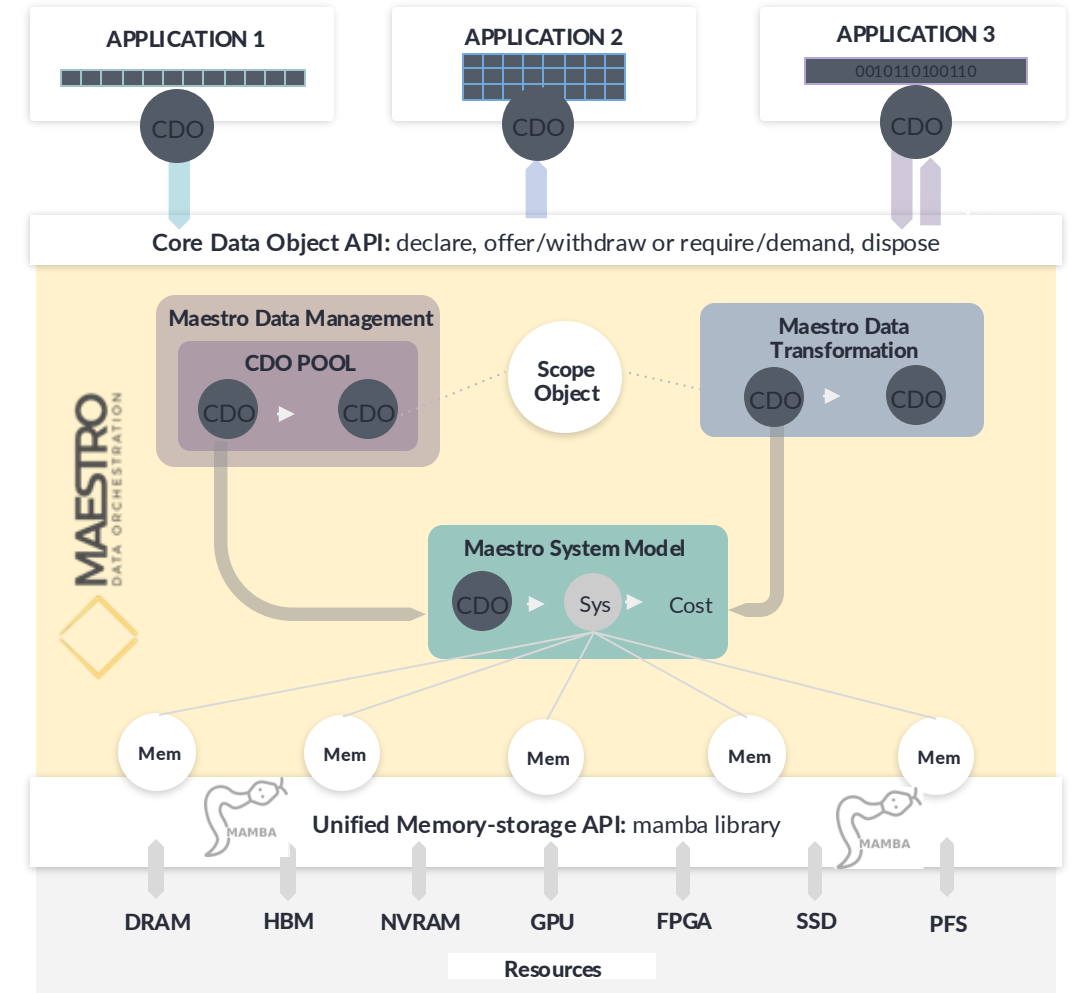 APPLICATION 1
APPLICATION 2
APPLICATION 3
0010110100110
CDO
CDO
CDO
Core Data Object API: declare, offer/withdraw or require/demand, dispose
Maestro Data Management
CDO POOL
CDO
CDO
Scope
Object
Maestro Data
Transformation
CDO
CDO
MAESTRO
DATA ORCHESTRATION
Maestro System Model
CDO
Sys
Cost
Mem
Mem
Mem
Mem
Mem
MAMBA
Unified Memory-storage API: mamba library
MAMBA
DRAM
HBM
NVRAM
GPU
FPGA
SSD
PFS
Resources